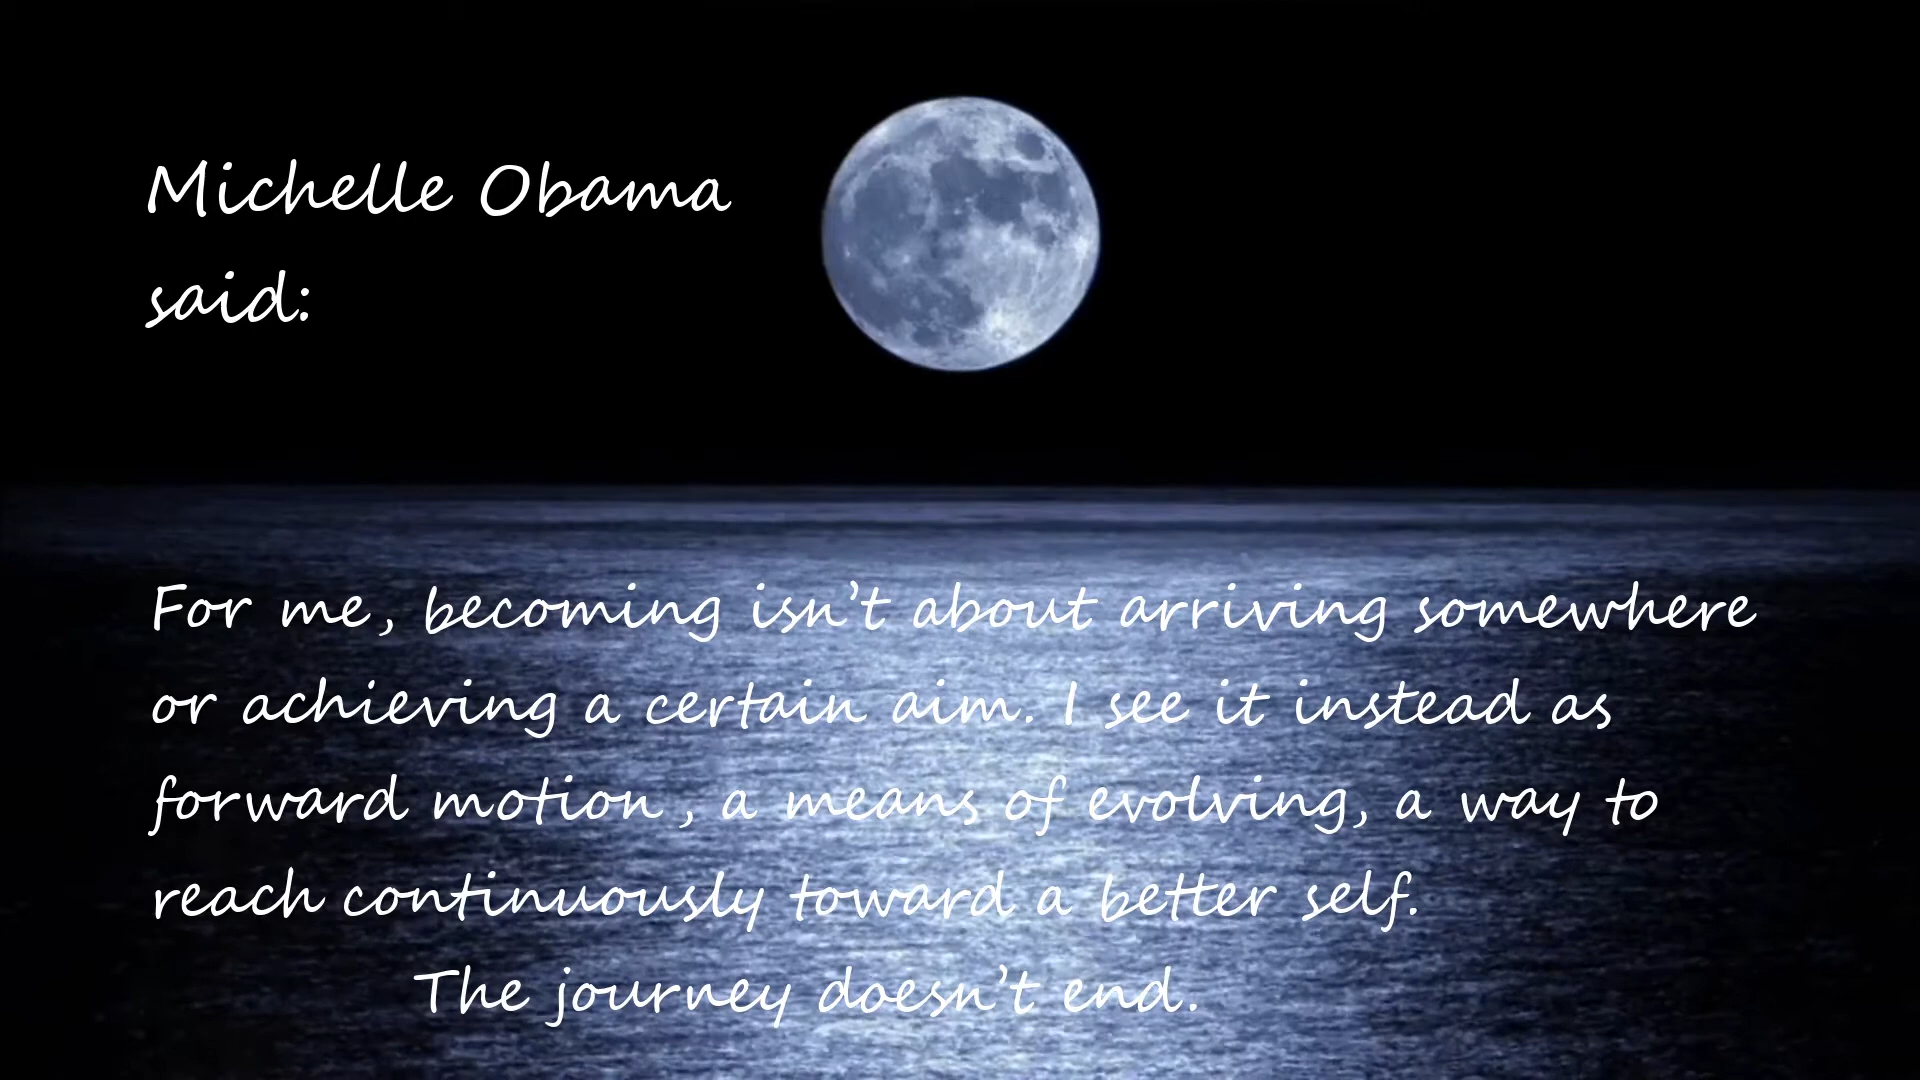 Michelle Obama
said:
For me, becoming isn’t about arriving somewhere
or achieving a certain aim. I see it instead as
forward motion, a means of evolving, a way to
reach continuously toward a better self.
The journey doesn’t end.